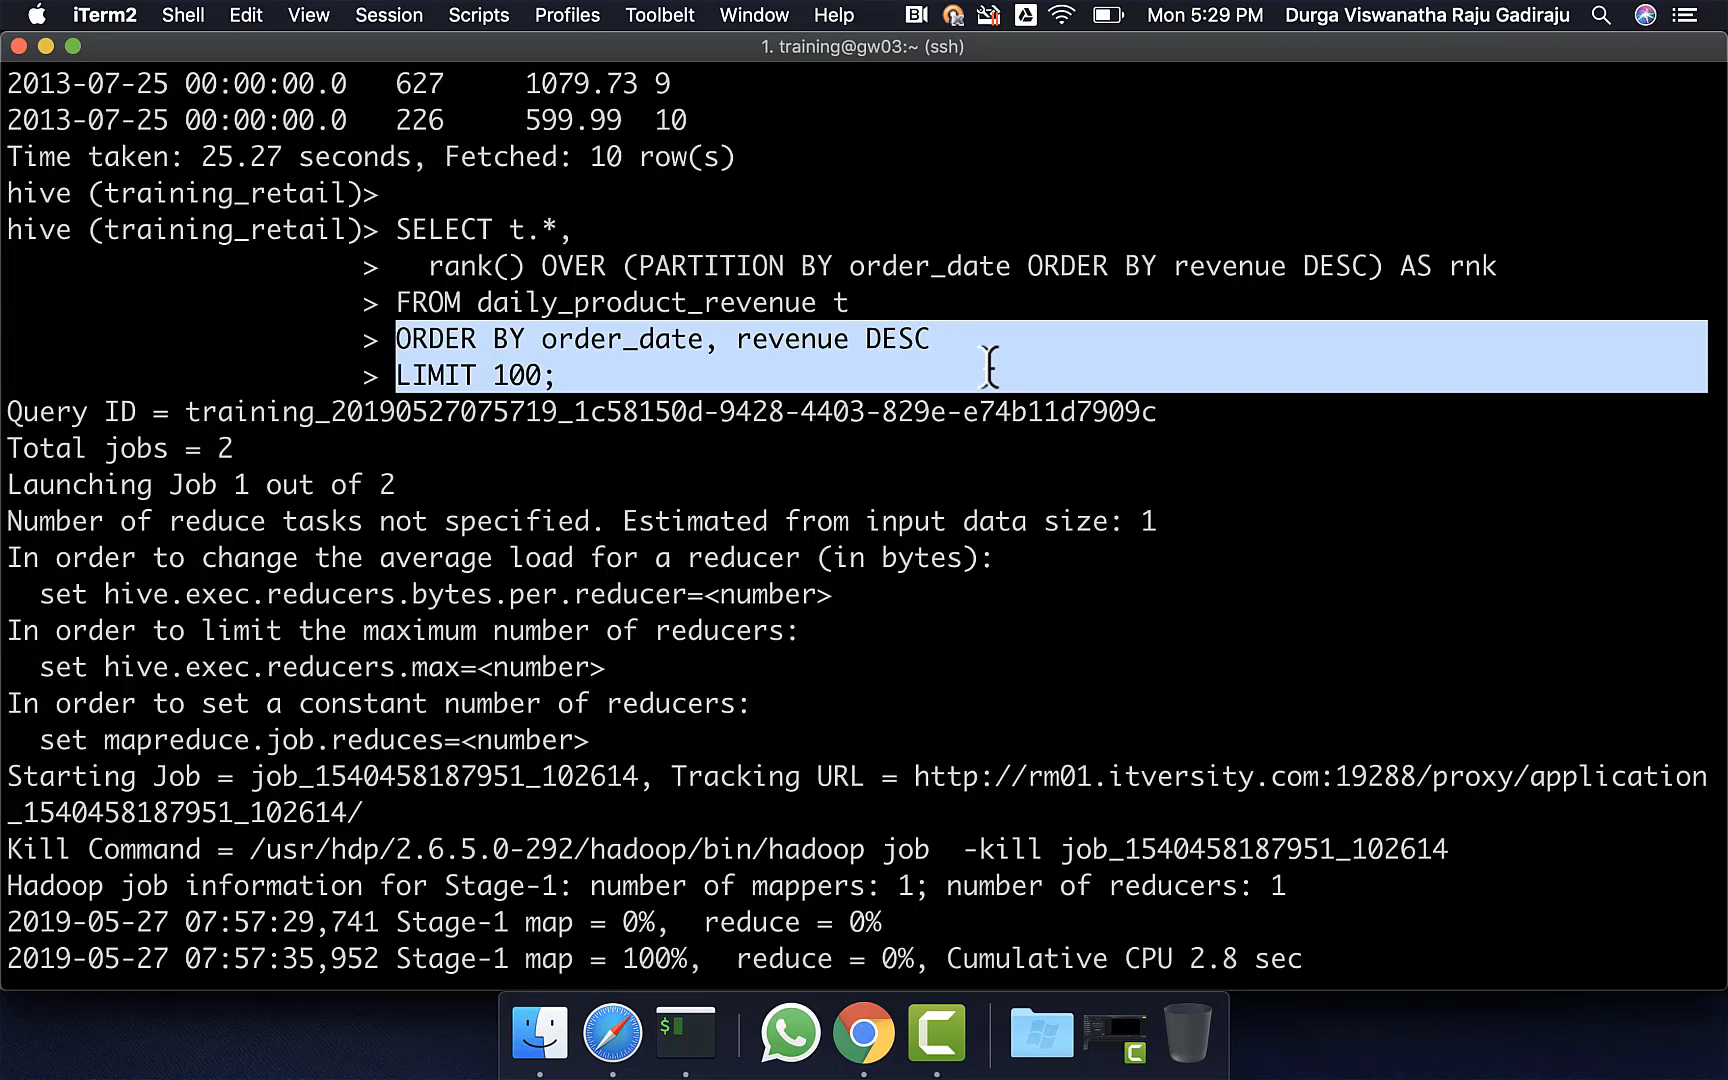 iTerm2 Shell Edit View Session Scripts Profiles Toolbelt Window Help Mon 5:29 PM Durga Viswanatha Raju Gadiraju
1. training@gw03:~ (ssh)
2013-07-25 00:00:00.0 627 1079.73 9
2013-07-25 00:00:00.0 226 599.99 10
Time taken: 25.27 seconds, Fetched: 10 row(s)
hive (training_retail)>
hive (training_retail)> SELECT t.*,
> rank() OVER (PARTITION BY order_date ORDER BY revenue DESC) AS rnk
> FROM daily_product_revenue t
> ORDER BY order_date, revenue DESC
> LIMIT 100;
Query ID = training_20190527075719_1c58150d-9428-4403-829e-e74b11d7909c
Total jobs = 2
Launching Job 1 out of 2
Number of reduce tasks not specified. Estimated from input data size: 1
In order to change the average load for a reducer (in bytes):
set hive.exec.reducers.bytes.per.reducer=<number>
In order to limit the maximum number of reducers:
set hive.exec.reducers.max=<number>
In order to set a constant number of reducers:
set mapreduce.job.reduces=<number>
Starting Job = job_1540458187951_102614, Tracking URL = http://rm01.itversity.com:19288/proxy/application
_1540458187951_102614/
Kill Command = /usr/hdp/2.6.5.0-292/hadoop/bin/hadoop job -kill job_1540458187951_102614
Hadoop job information for Stage-1: number of mappers: 1; number of reducers: 1
2019-05-27 07:57:29,741 Stage-1 map = 0%, reduce = 0%
2019-05-27 07:57:35,952 Stage-1 map = 100%, reduce = 0%, Cumulative CPU 2.8 sec